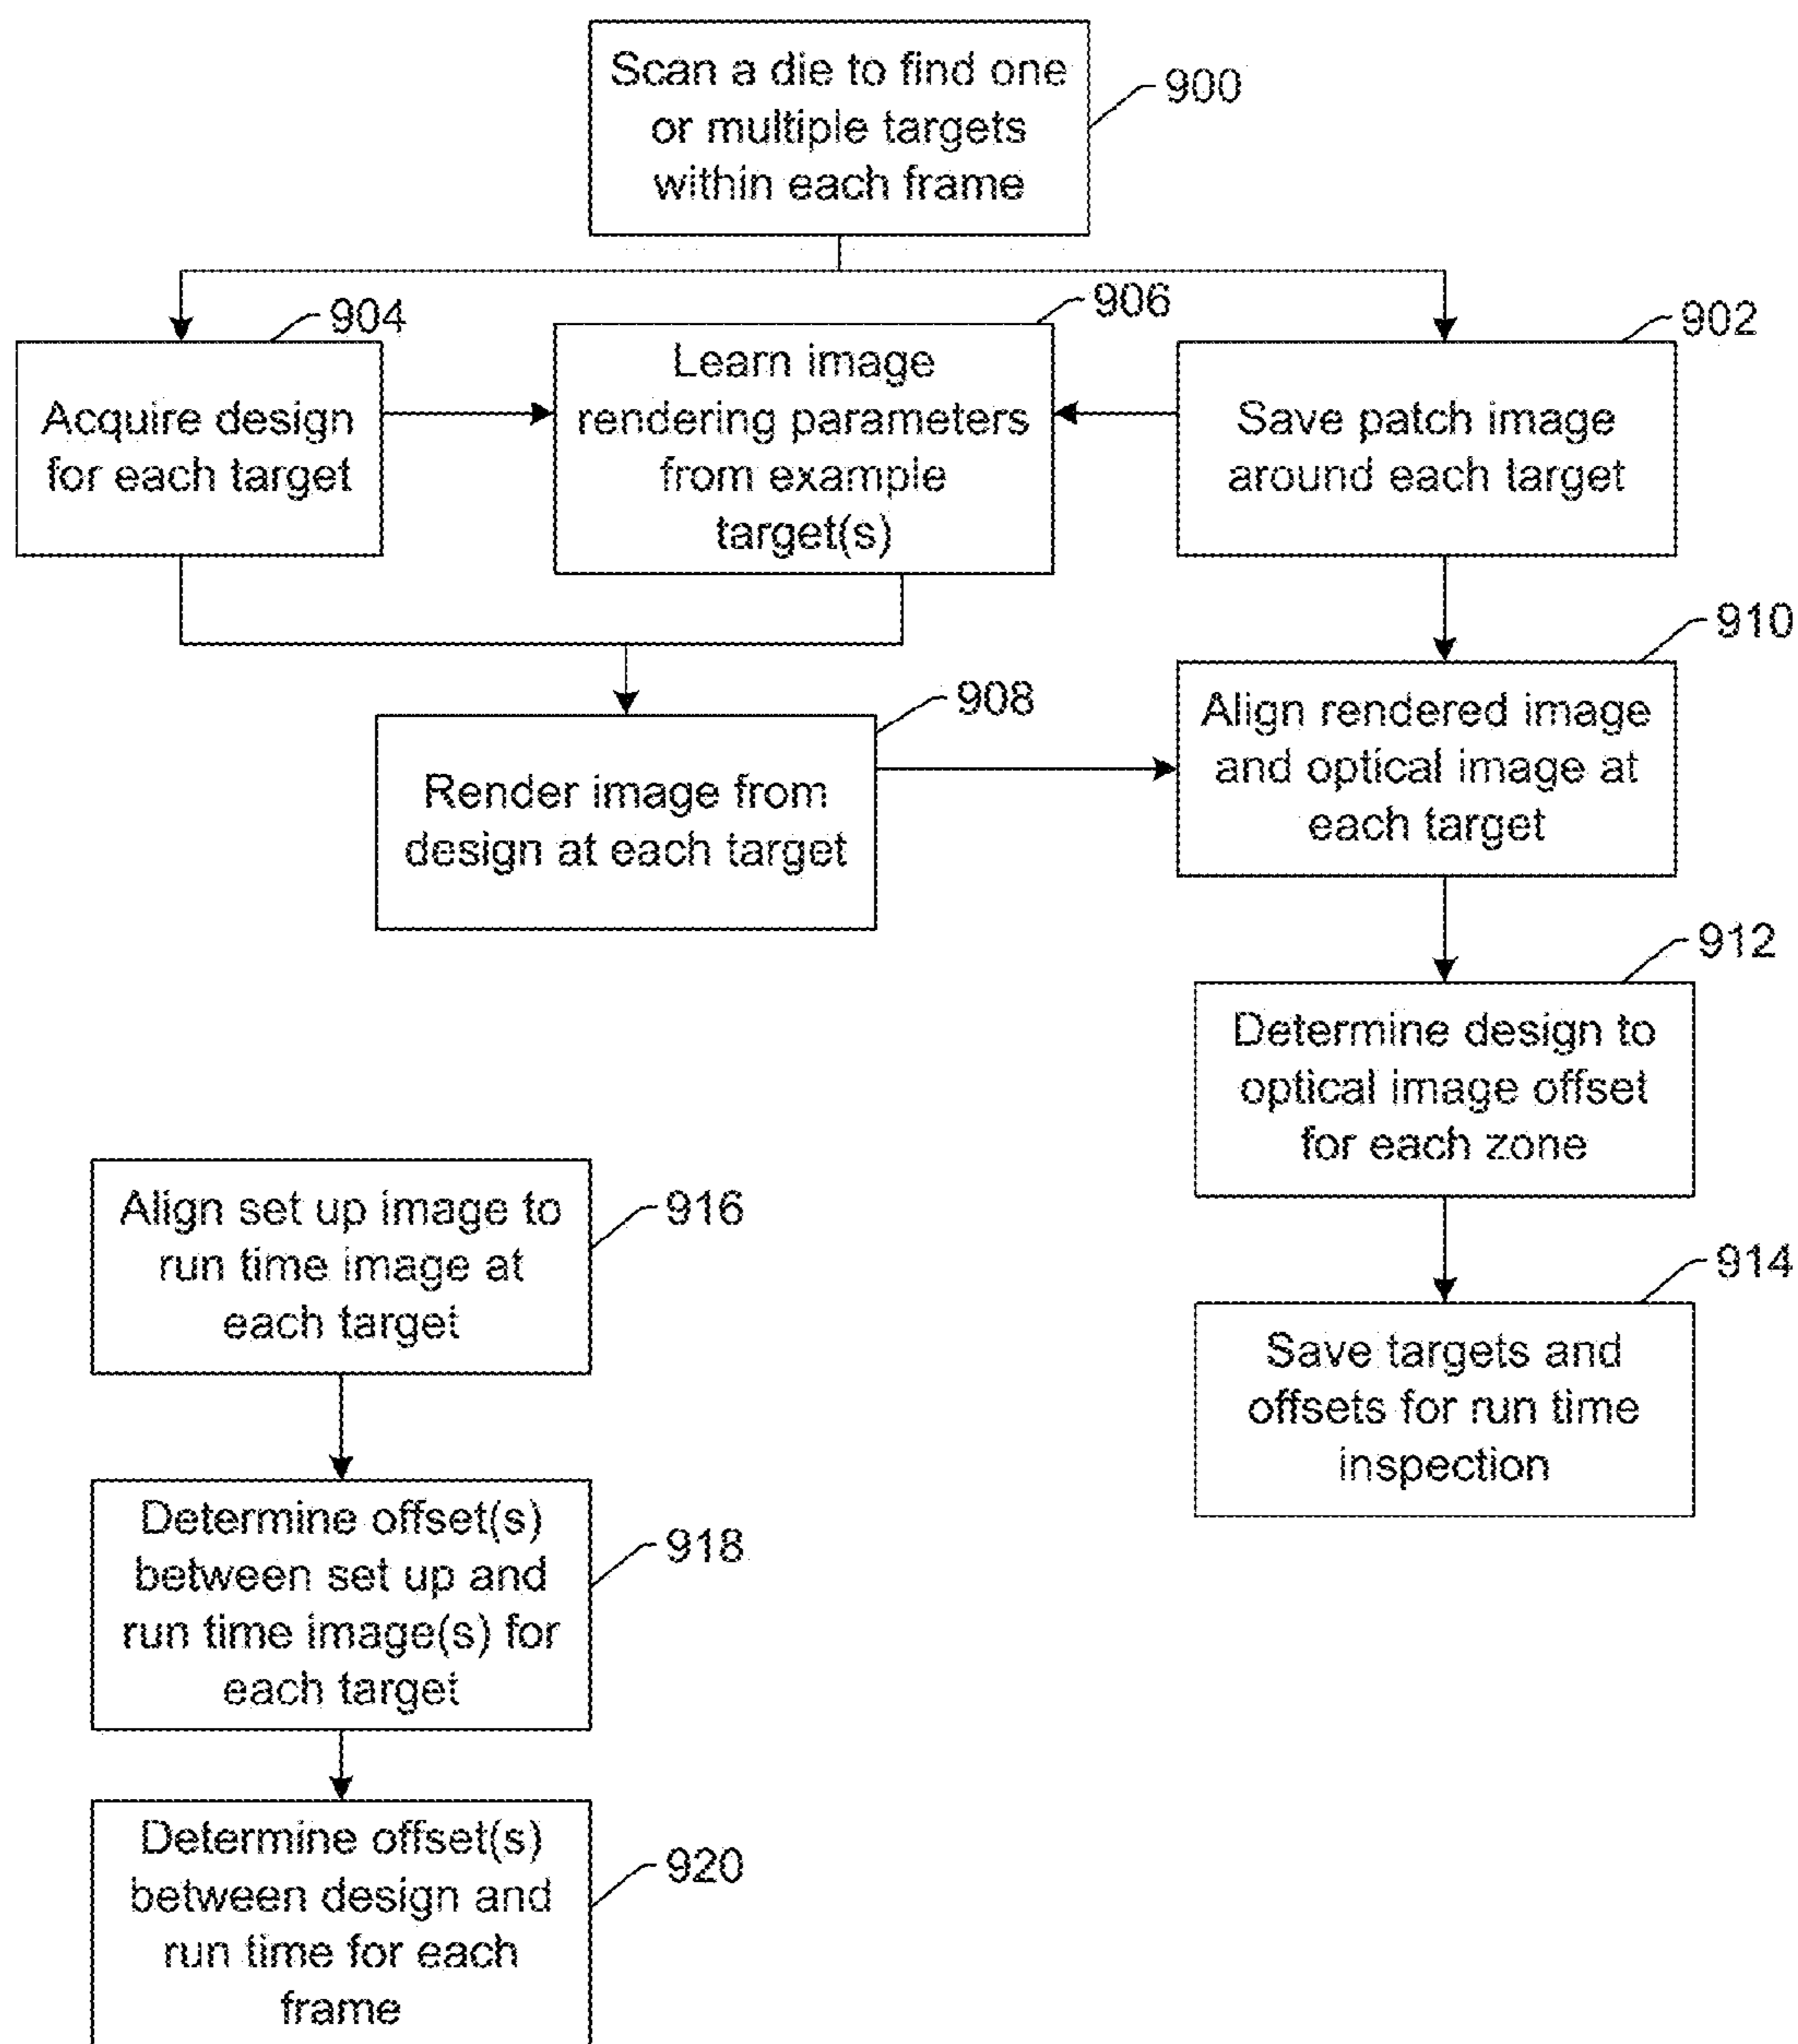 Scan a die to find one
or multiple targets
within each frame
900
904
Acquire design
for each target
906
Learn image
rendering parameters
from example
target(s)
902
Save patch image
around each target
908
Render image from
design at each target
910
Align rendered image
and optical image at
each target
912
Determine design to
optical image offset
for each zone
914
Save targets and
offsets for run time
inspection
Align set up image to
run time image at
each target
916
Determine offset(s)
between set up and
run time image(s) for
each target
918
Determine offset(s)
between design and
run time for each
frame
920